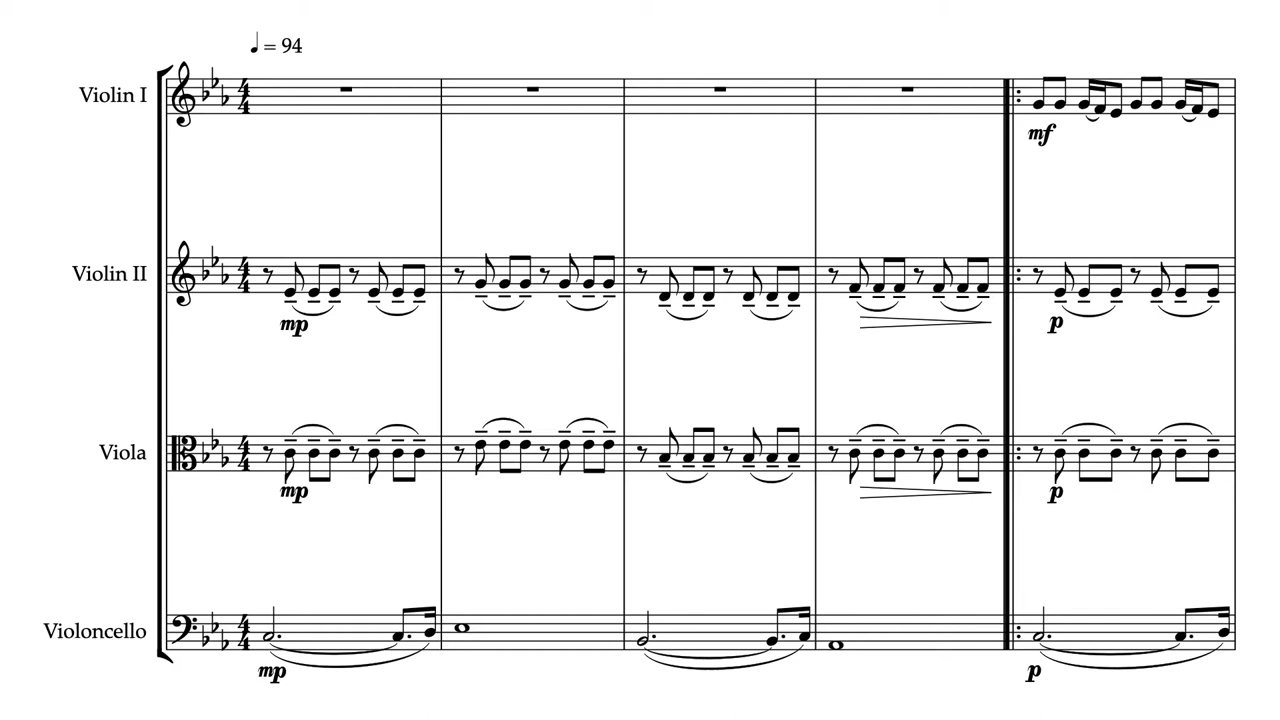 ♩ = 94
Violin I
mf
Violin II
mp
p
Viola
mp
p
Violoncello
mp
p